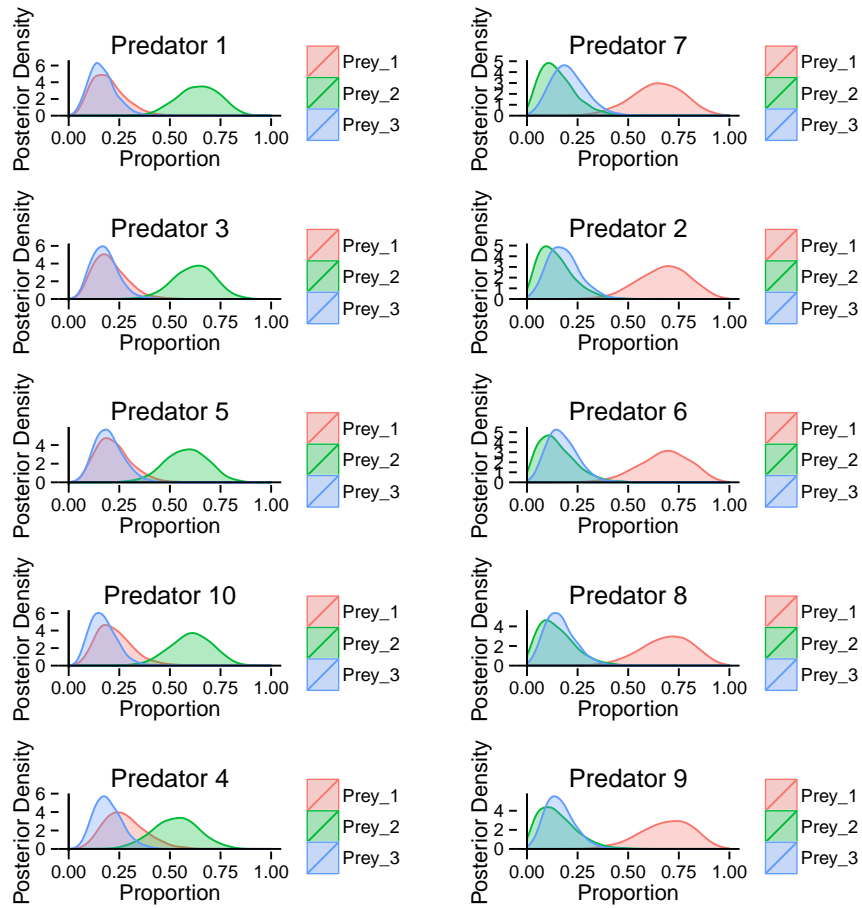 Predator 1
Posterior Density
6
4
2
0
0.00 0.25 0.50 0.75 1.00
Proportion
Prey_1
Prey_2
Prey_3
Predator 7
Posterior Density
5
4
3
2
1
0
0.00 0.25 0.50 0.75 1.00
Proportion
Prey_1
Prey_2
Prey_3
Predator 3
Posterior Density
6
4
2
0
0.00 0.25 0.50 0.75 1.00
Proportion
Prey_1
Prey_2
Prey_3
Predator 2
Posterior Density
5
4
3
2
1
0
0.00 0.25 0.50 0.75 1.00
Proportion
Prey_1
Prey_2
Prey_3
Predator 5
Posterior Density
4
2
0
0.00 0.25 0.50 0.75 1.00
Proportion
Prey_1
Prey_2
Prey_3
Predator 6
Posterior Density
5
4
3
2
1
0
0.00 0.25 0.50 0.75 1.00
Proportion
Prey_1
Prey_2
Prey_3
Predator 10
Posterior Density
6
4
2
0
0.00 0.25 0.50 0.75 1.00
Proportion
Prey_1
Prey_2
Prey_3
Predator 8
Posterior Density
4
2
0
0.00 0.25 0.50 0.75 1.00
Proportion
Prey_1
Prey_2
Prey_3
Predator 4
Posterior Density
6
4
2
0
0.00 0.25 0.50 0.75 1.00
Proportion
Prey_1
Prey_2
Prey_3
Predator 9
Posterior Density
4
2
0
0.00 0.25 0.50 0.75 1.00
Proportion
Prey_1
Prey_2
Prey_3